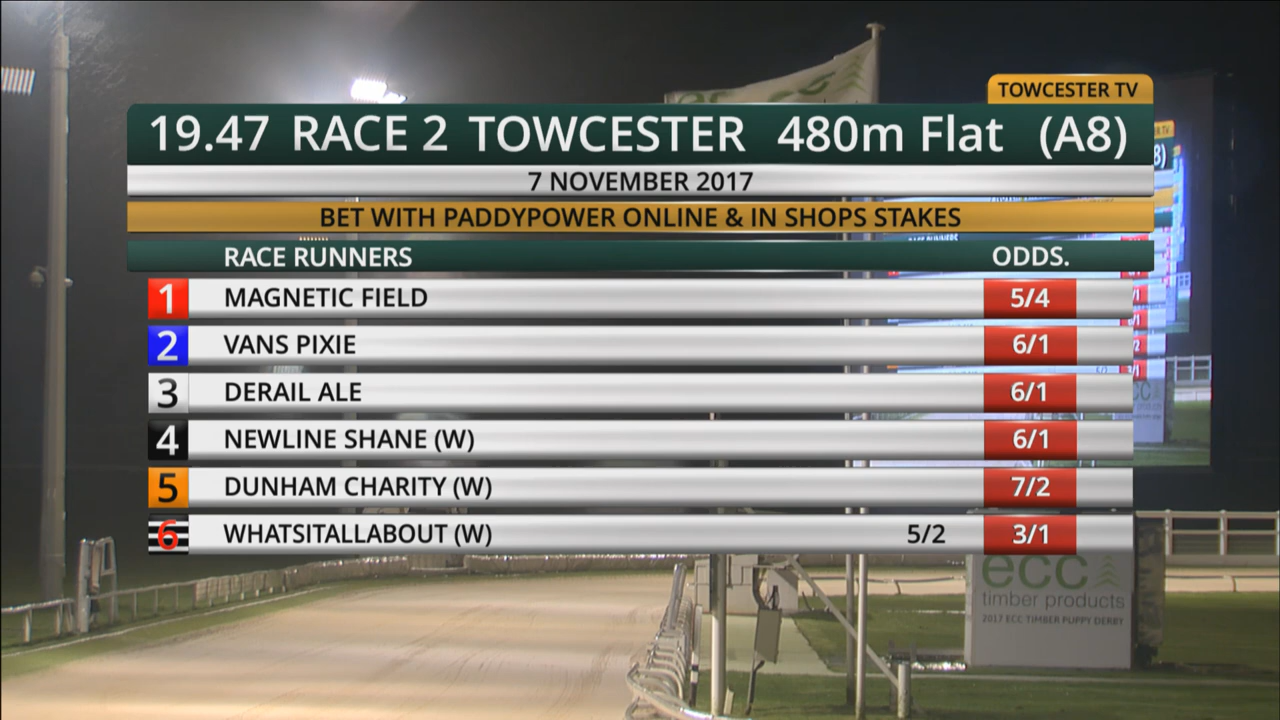 TOWCESTER TV
19.47 RACE 2 TOWCESTER 480m Flat (A8)
7 NOVEMBER 2017
BET WITH PADDYPOWER ONLINE & IN SHOPS STAKES
RACE RUNNERS ODDS.
1 MAGNETIC FIELD 5/4
2 VANS PIXIE 6/1
3 DERAIL ALE 6/1
4 NEWLINE SHANE (W) 6/1
5 DUNHAM CHARITY (W) 7/2
6 WHATSITALLABOUT (W) 5/2 3/1
ecc
timber products
2017 ECC TIMBER PUPPY DERBY